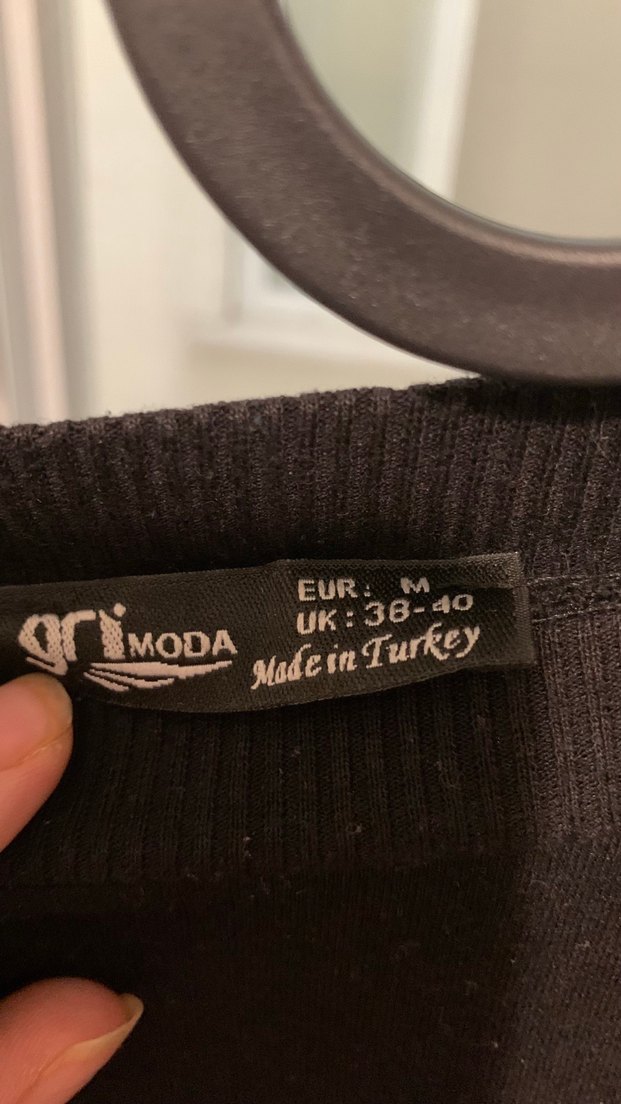 gri MODA
EUR: M
UK: 38-40
Made in Turkey